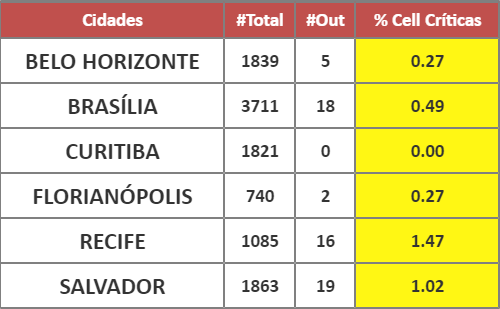 Cidades #Total #Out % Cell Críticas
BELO HORIZONTE 1839 5 0.27
BRASÍLIA 3711 18 0.49
CURITIBA 1821 0 0.00
FLORIANÓPOLIS 740 2 0.27
RECIFE 1085 16 1.47
SALVADOR 1863 19 1.02